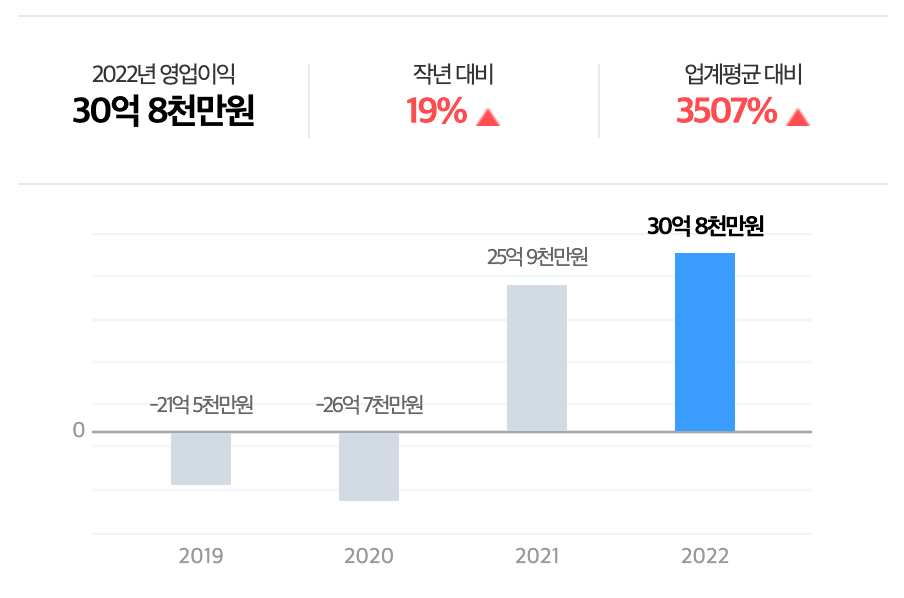 2022년 영업이익
30억 8천만원
작년 대비
19% ▲
업계평균 대비
3507% ▲
30억 8천만원
25억 9천만원
-21억 5천만원
-26억 7천만원
0
2019
2020
2021
2022